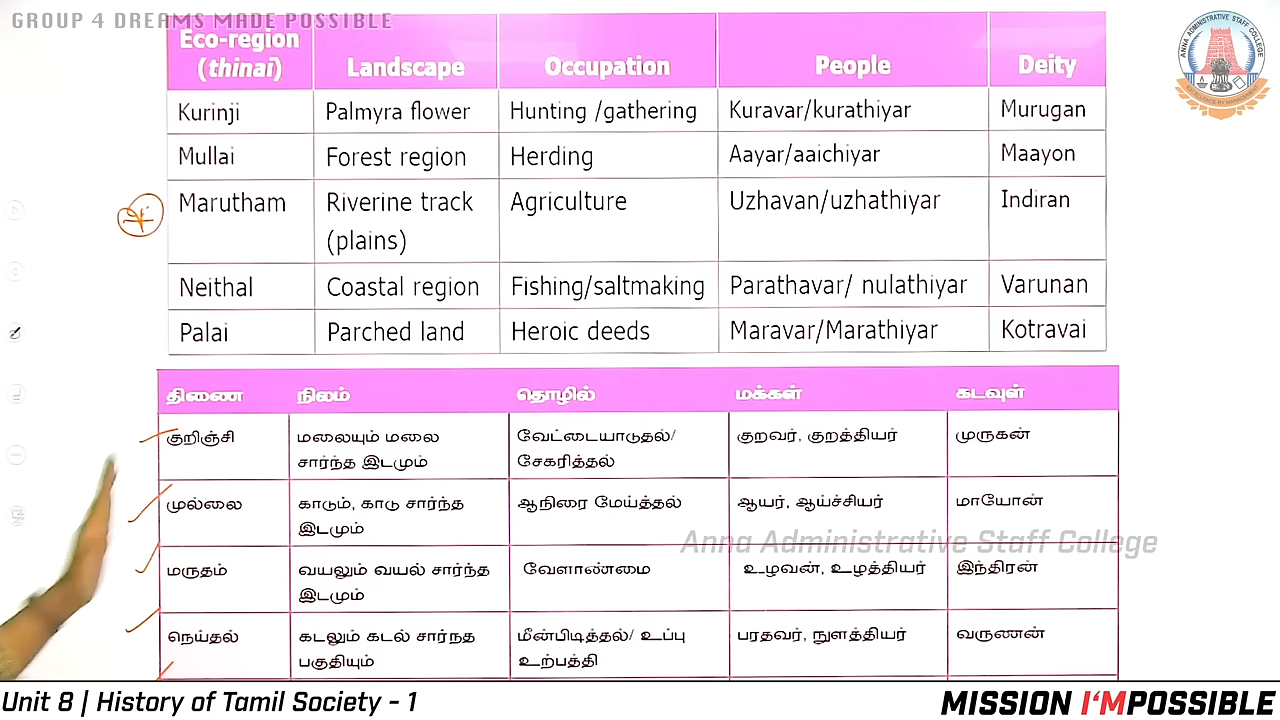 GROUP 4 DREAMS MADE POSSIBLE
Eco-region (thinai) Landscape Occupation People Deity
Kurinji Palmyra flower Hunting /gathering Kuravar/kurathiyar Murugan
Mullai Forest region Herding Aayar/aaichiyar Maayon
Marutham Riverine track (plains) Agriculture Uzhavan/uzhathiyar Indiran
Neithal Coastal region Fishing/saltmaking Parathavar/ nulathiyar Varunan
Palai Parched land Heroic deeds Maravar/Marathiyar Kotravai
திணை நிலம் தொழில் மக்கள் கடவுள்
குறிஞ்சி மலையும் மலை சார்ந்த இடமும் வேட்டையாடுதல்/ சேகரித்தல் குறவர், குறத்தியர் முருகன்
முல்லை காடும், காடு சார்ந்த இடமும் ஆநிரை மேய்த்தல் ஆயர், ஆய்ச்சியர் மாயோன்
மருதம் வயலும் வயல் சார்ந்த இடமும் வேளாண்மை உழவன், உழத்தியர் இந்திரன்
நெய்தல் கடலும் கடல் சார்நத பகுதியும் மீன்பிடித்தல்/ உப்பு உற்பத்தி பரதவர், நுளத்தியர் வருணன்
Anna Administrative Staff College
ANNA ADMINISTRATIVE STAFF COLLEGE
Unit 8 | History of Tamil Society - 1
MISSION I'MPOSSIBLE